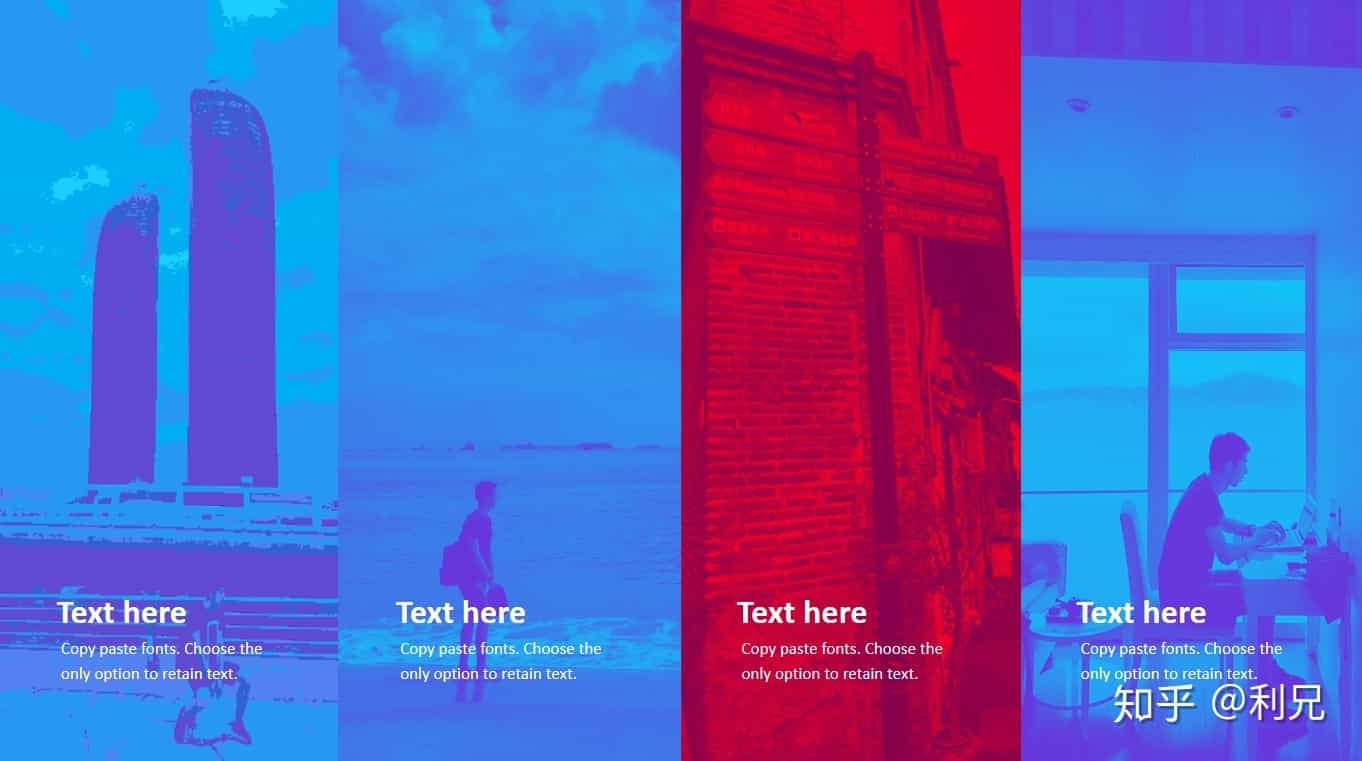 Text here
Copy paste fonts. Choose the
only option to retain text.
Text here
Copy paste fonts. Choose the
only option to retain text.
Text here
Copy paste fonts. Choose the
only option to retain text.
Text here
Copy paste fonts. Choose the
only option to retain text.
知乎 @利兄